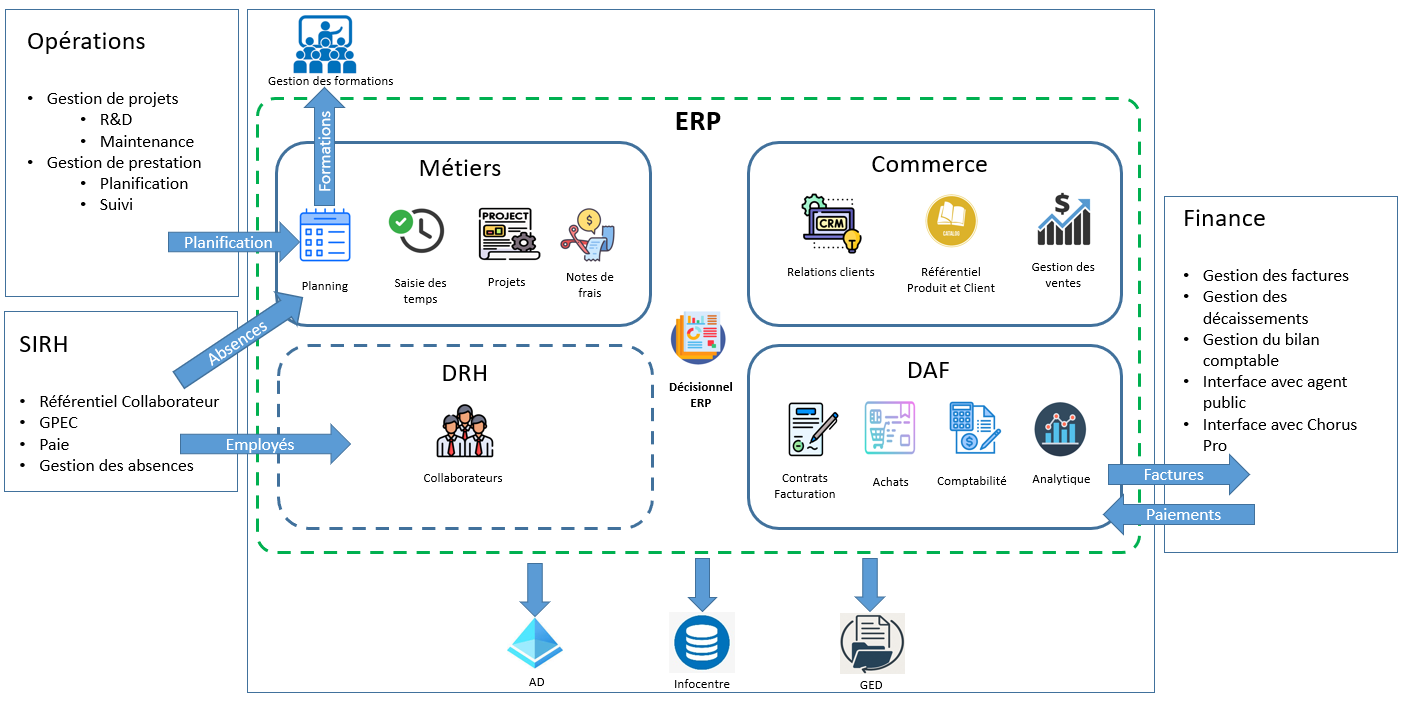 Opérations
• Gestion de projets
• R&D
• Maintenance
• Gestion de prestation
• Planification
• Suivi
Planification
SIRH
• Référentiel Collaborateur
• GPEC
• Paie
• Gestion des absences
Absences
Employés
Gestion des formations
Formations
ERP
Métiers
Planning
Saisie des
temps
PROJECT
Projets
Notes de
frais
Commerce
CRM
Relations clients
CATALOG
Référentiel
Produit et Client
Gestion des
ventes
Décisionnel
ERP
DRH
Collaborateurs
DAF
Contrats
Facturation
Achats
Comptabilité
Analytique
Finance
• Gestion des factures
• Gestion des
décaissements
• Gestion du bilan
comptable
• Interface avec agent
public
• Interface avec Chorus
Pro
Factures
Paiements
AD
Infocentre
GED